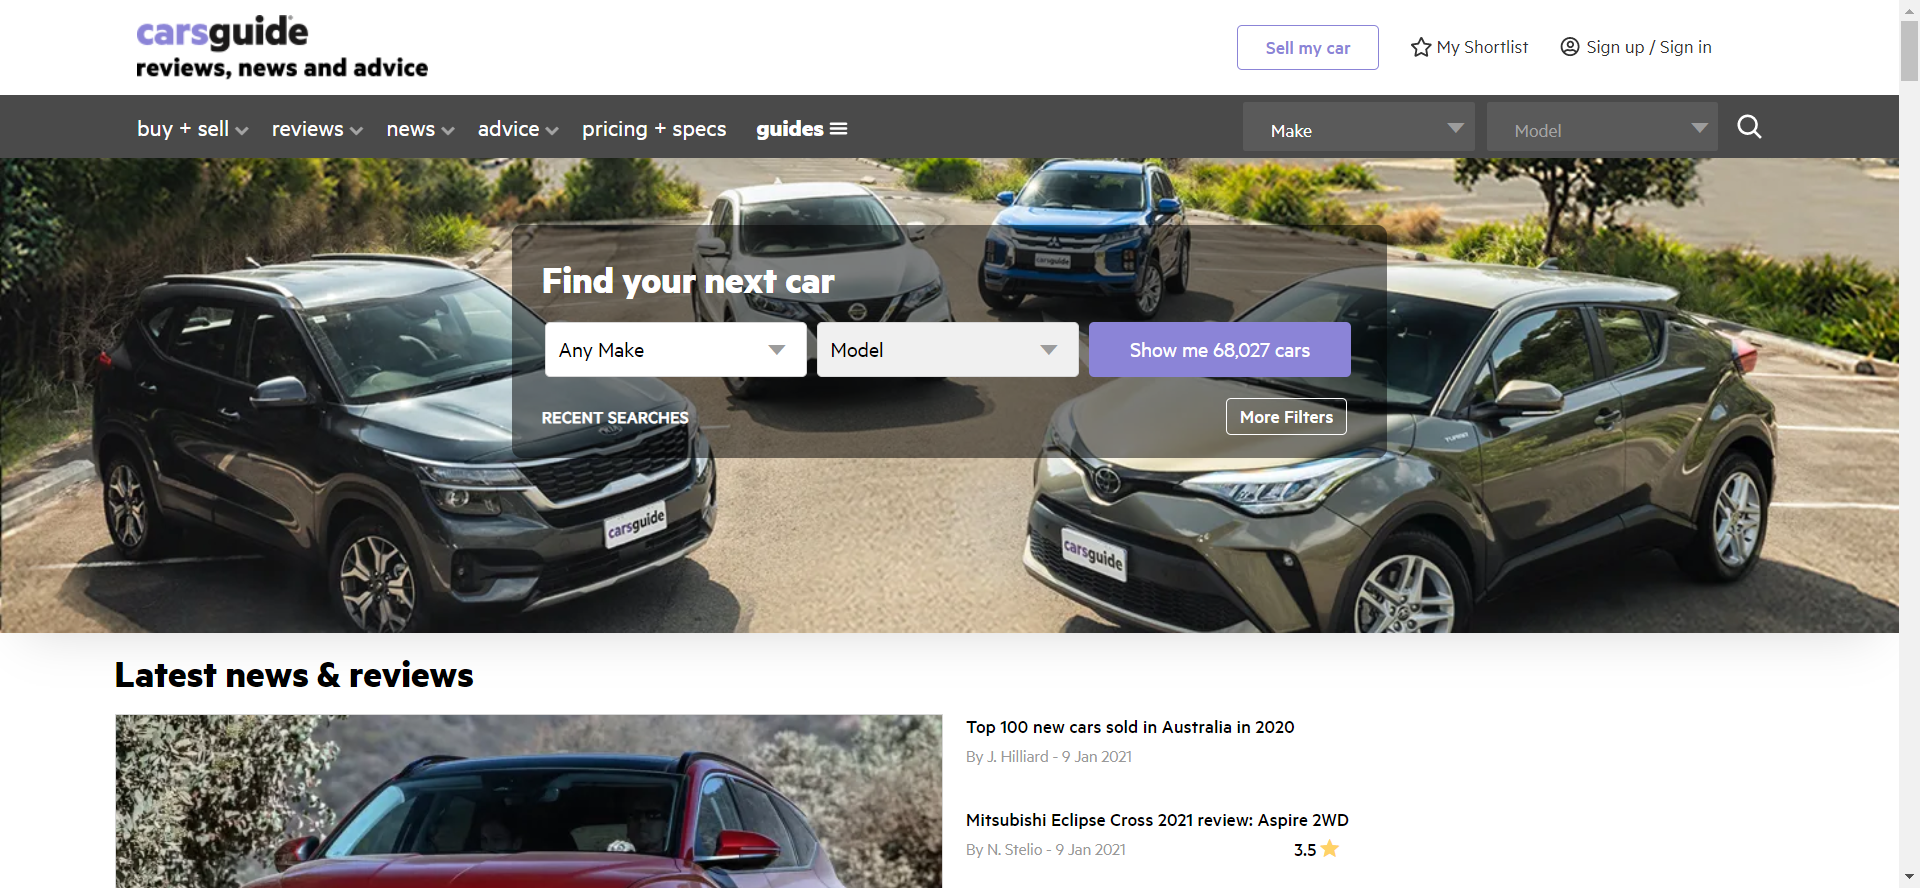 carsguide
reviews, news and advice
Sell my car
My Shortlist
Sign up / Sign in
buy + sell
reviews
news
advice
pricing + specs
guides
Make
Model
Find your next car
Any Make
Model
Show me 68,027 cars
RECENT SEARCHES
More Filters
carsguide
carsguide
carsguide
Latest news & reviews
Top 100 new cars sold in Australia in 2020
By J. Hilliard - 9 Jan 2021
Mitsubishi Eclipse Cross 2021 review: Aspire 2WD
By N. Stelio - 9 Jan 2021
3.5